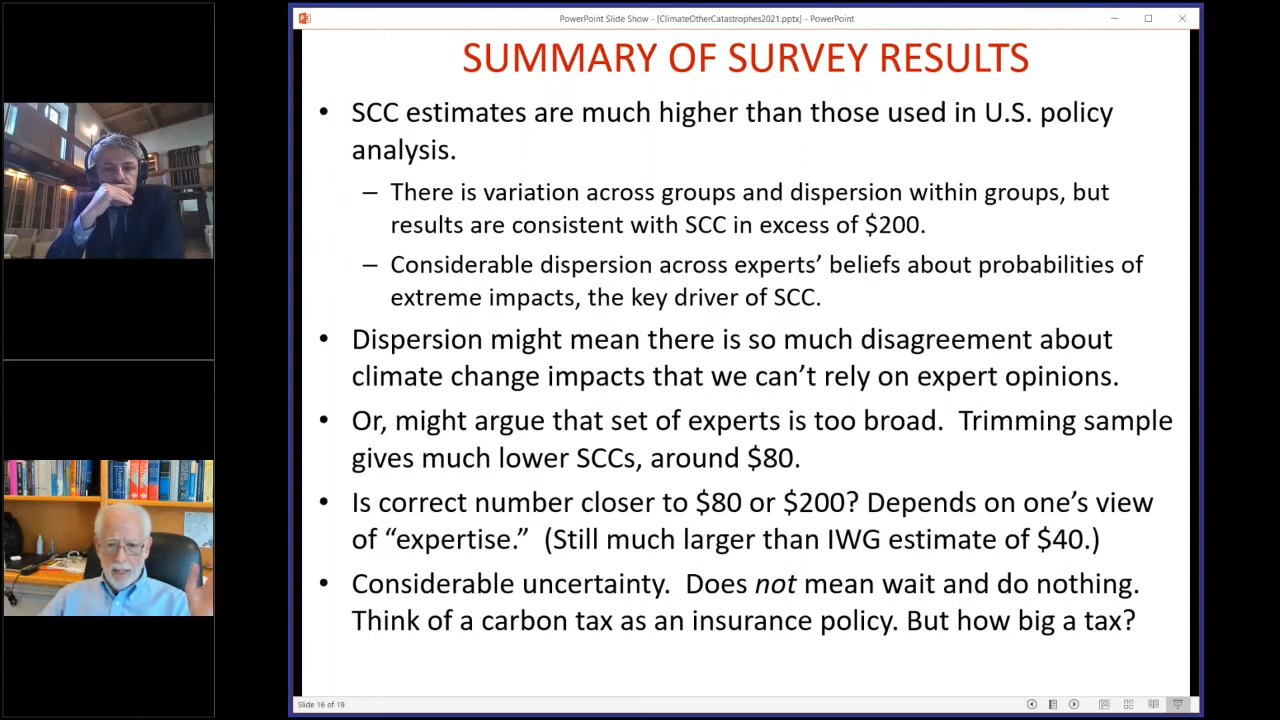 PowerPoint Slide Show - [ClimateOtherCatastrophes2021.pptx] - PowerPoint
SUMMARY OF SURVEY RESULTS
• SCC estimates are much higher than those used in U.S. policy
analysis.
– There is variation across groups and dispersion within groups, but
results are consistent with SCC in excess of $200.
– Considerable dispersion across experts’ beliefs about probabilities of
extreme impacts, the key driver of SCC.
• Dispersion might mean there is so much disagreement about
climate change impacts that we can’t rely on expert opinions.
• Or, might argue that set of experts is too broad.  Trimming sample
gives much lower SCCs, around $80.
• Is correct number closer to $80 or $200? Depends on one’s view
of “expertise.”  (Still much larger than IWG estimate of $40.)
• Considerable uncertainty.  Does not mean wait and do nothing.
Think of a carbon tax as an insurance policy. But how big a tax?
Slide 16 of 19